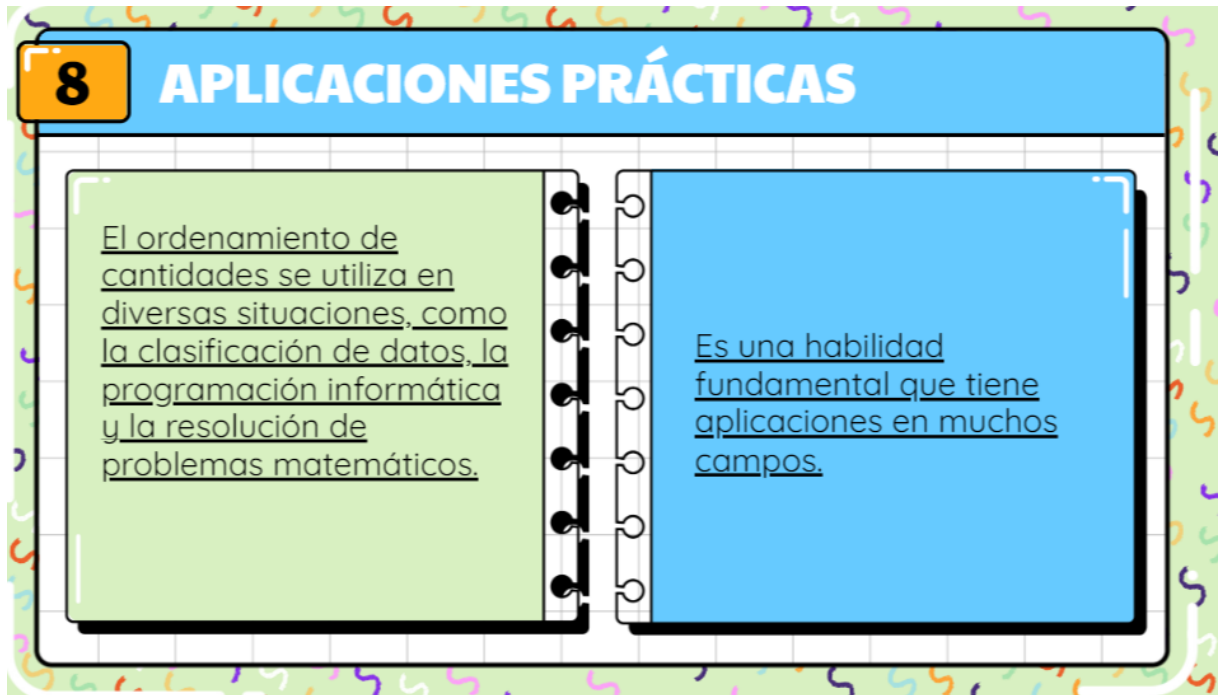 8
APLICACIONES PRÁCTICAS
El ordenamiento de
cantidades se utiliza en
diversas situaciones, como
la clasificación de datos, la
programación informática
y la resolución de
problemas matemáticos.
Es una habilidad
fundamental que tiene
aplicaciones en muchos
campos.